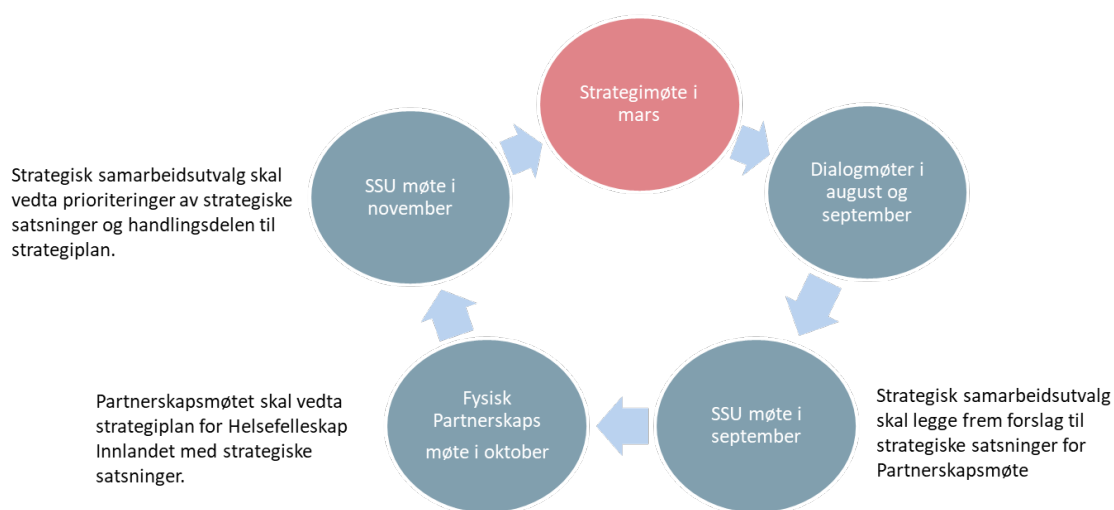 Strategimøte i
mars
Dialogmøter i
august og
september
Strategisk samarbeidsutvalg
skal legge frem forslag til
strategiske satsninger for
Partnerskapsmøte
SSU møte i
september
Fysisk
Partnerskaps
møte i oktober
Partnerskapsmøtet skal vedta
strategiplan for Helsefelleskap
Innlandet med strategiske
satsninger.
SSU møte i
november
Strategisk samarbeidsutvalg skal
vedta prioriteringer av strategiske
satsninger og handlingsdelen til
strategiplan.